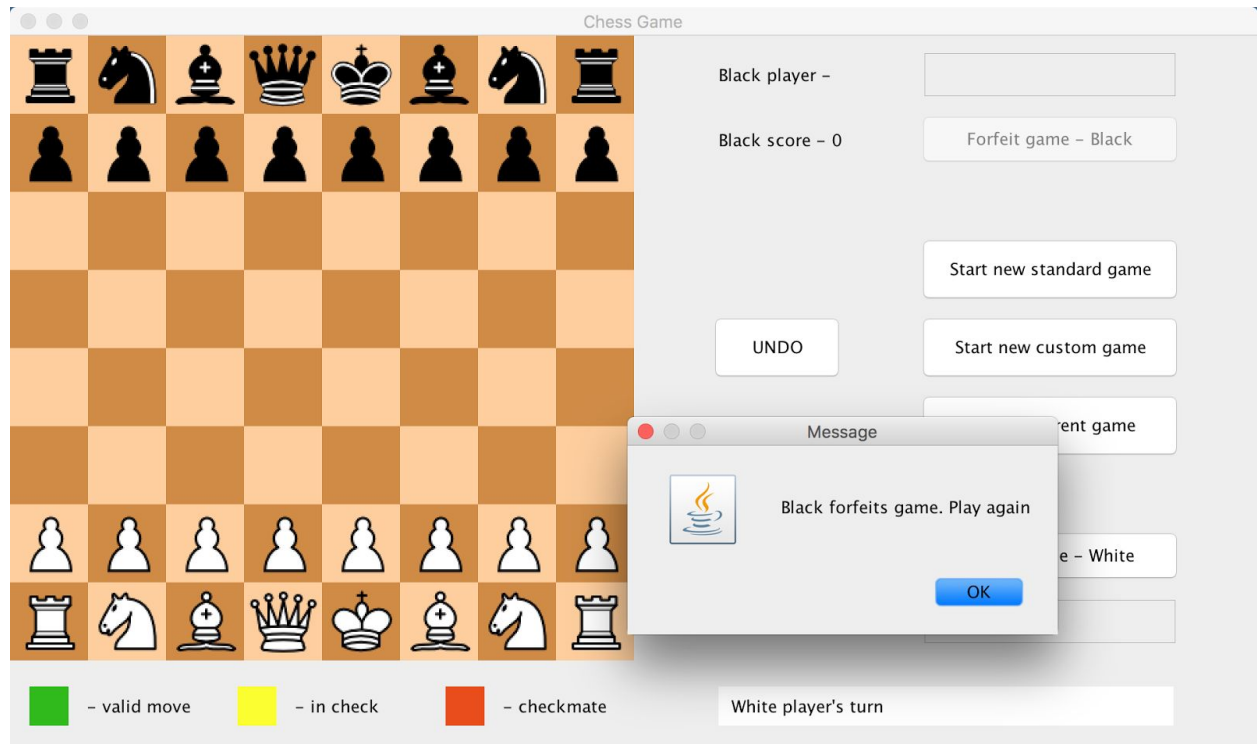 Chess Game
Black player –
Black score – 0
Forfeit game – Black
Start new standard game
UNDO
Start new custom game
rent game
Message
Black forfeits game. Play again
e – White
OK
– valid move
– in check
– checkmate
White player's turn